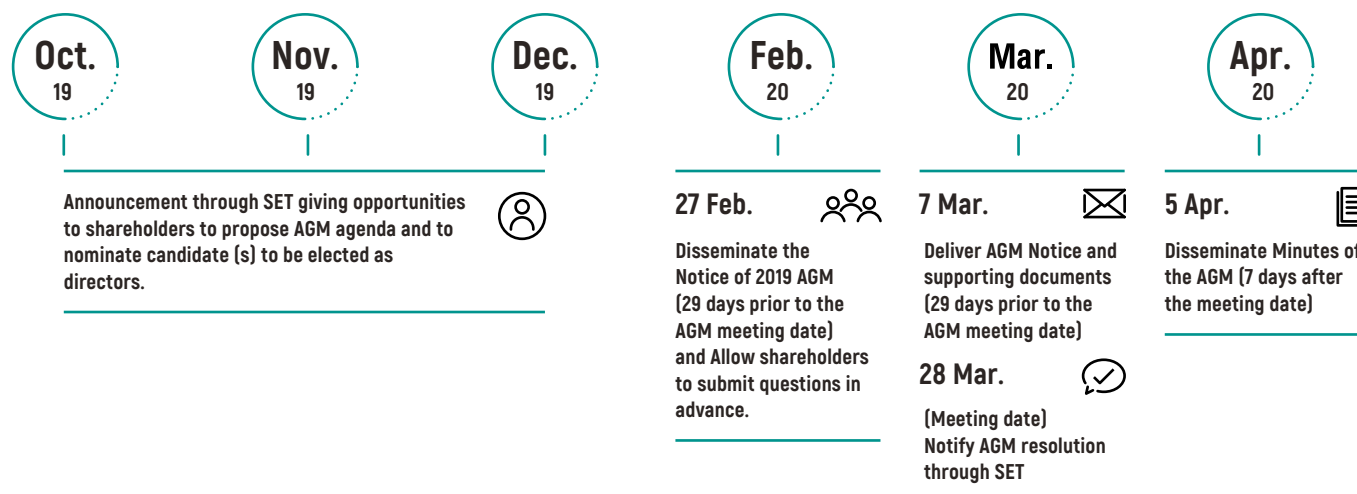 Oct.
19
Nov.
19
Dec.
19
Feb.
20
Mar.
20
Apr.
20
Announcement through SET giving opportunities
to shareholders to propose AGM agenda and to
nominate candidate (s) to be elected as
directors.
27 Feb.
Disseminate the
Notice of 2019 AGM
(29 days prior to the
AGM meeting date)
and Allow shareholders
to submit questions in
advance.
7 Mar.
Deliver AGM Notice and
supporting documents
(29 days prior to the
AGM meeting date)
28 Mar.
(Meeting date)
Notify AGM resolution
through SET
5 Apr.
Disseminate Minutes of
the AGM (7 days after
the meeting date)